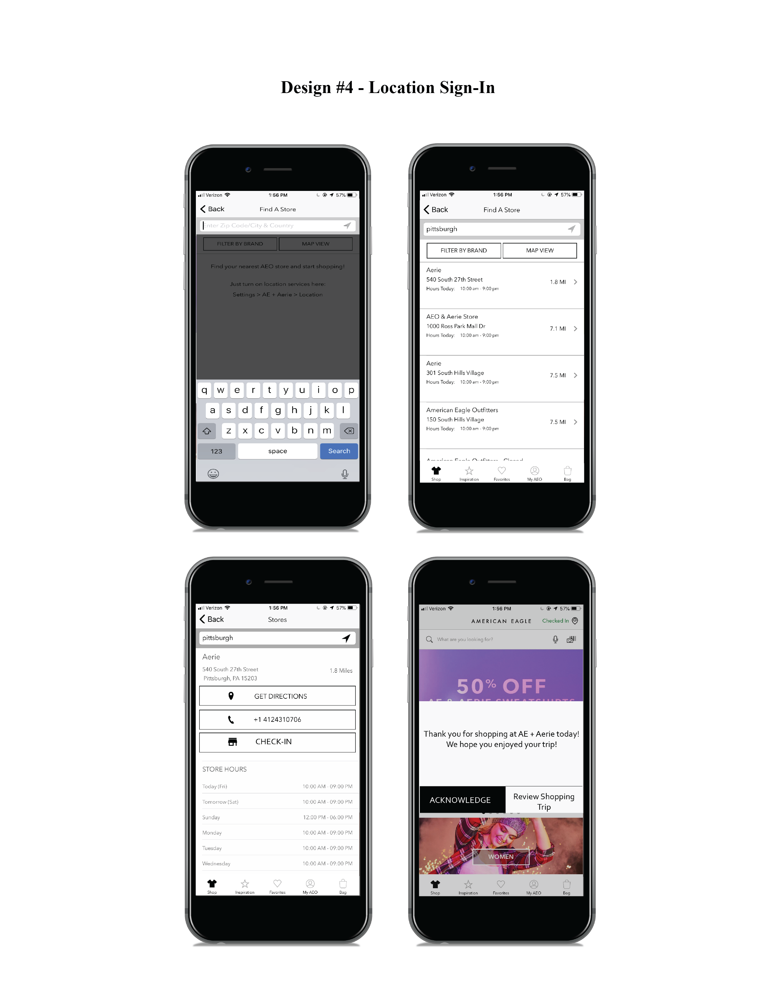 Design #4 - Location Sign-In
Verizon 1:56 PM 57%
Back Find A Store
Enter Zip Code/City & Country
FILTER BY BRAND MAP VIEW
Find your nearest AEO store and start shopping!
Just turn on location services here:
Settings > AE + Aerie > Location
q w e r t y u i o p
a s d f g h j k l
z x c v b n m
123 space Search
Verizon 1:56 PM 57%
Back Find A Store
pittsburgh
FILTER BY BRAND MAP VIEW
Aerie
540 South 27th Street 1.8 MI
Hours Today: 10:00 am - 9:00 pm
AEO & Aerie Store
1000 Ross Park Mall Dr 7.1 MI
Hours Today: 10:00 am - 9:00 pm
Aerie
301 South Hills Village 7.5 MI
Hours Today: 10:00 am - 9:00 pm
American Eagle Outfitters
150 South Hills Village 7.5 MI
Hours Today: 10:00 am - 9:00 pm
American Eagle Outfitters - Closed
Shop Inspiration Favorites My AEO Bag
Verizon 1:56 PM 57%
Back Stores
pittsburgh
Aerie
540 South 27th Street 1.8 Miles
Pittsburgh, PA 15203
GET DIRECTIONS
+1 4124310706
CHECK-IN
STORE HOURS
Today (Fri) 10:00 AM - 09:00 PM
Tomorrow (Sat) 10:00 AM - 09:00 PM
Sunday 12:00 PM - 06:00 PM
Monday 10:00 AM - 09:00 PM
Tuesday 10:00 AM - 09:00 PM
Wednesday 10:00 AM - 09:00 PM
Shop Inspiration Favorites My AEO Bag
Verizon 1:56 PM 57%
AMERICAN EAGLE Checked In
What are you looking for?
50% OFF
AE & AERIE SWEATSHIRTS
Thank you for shopping at AE + Aerie today!
We hope you enjoyed your trip!
ACKNOWLEDGE Review Shopping
Trip
WOMEN
Shop Inspiration Favorites My AEO Bag